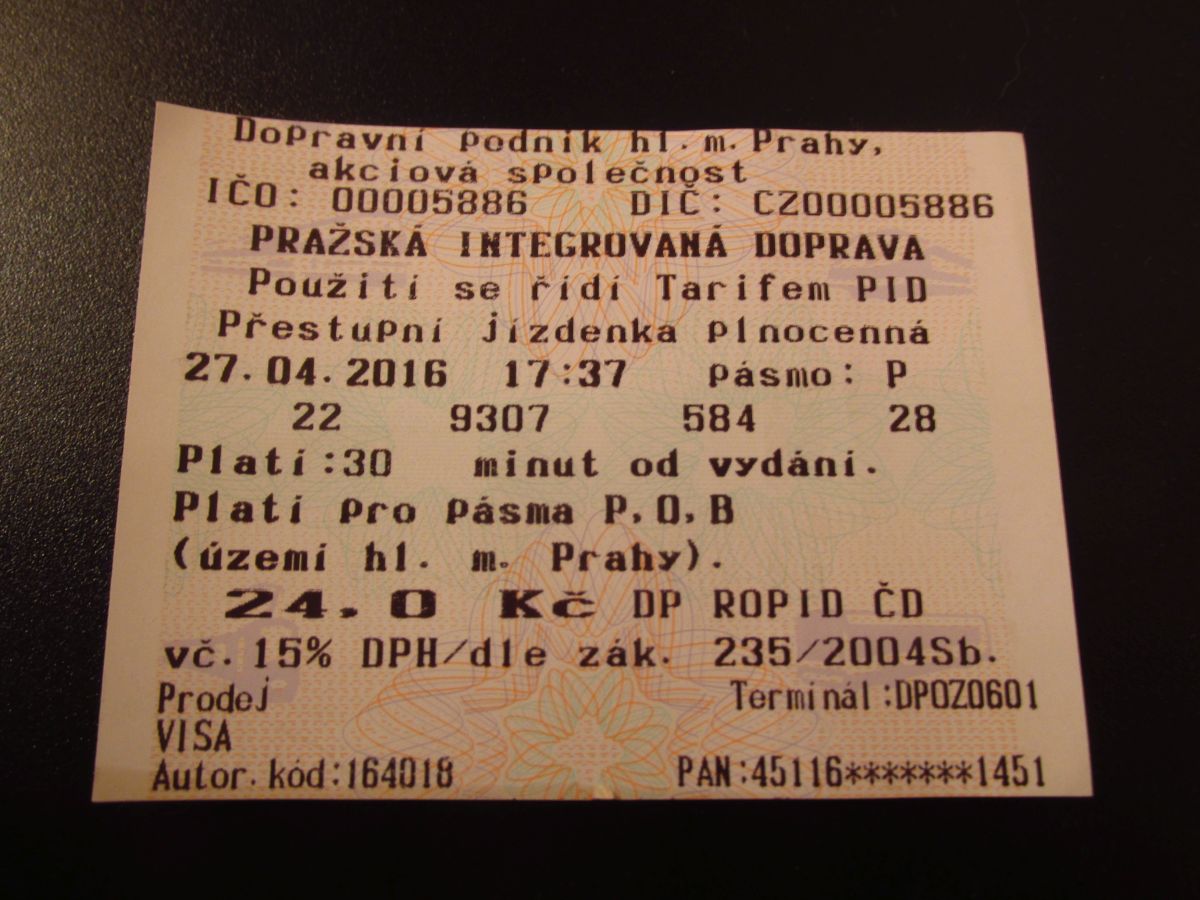 Dopravní podnik hl. m. Prahy,
akciová společnost
IČO: 00005886 DIČ: CZ00005886
PRAŽSKÁ INTEGROVANÁ DOPRAVA
Použití se řídí Tarifem PID
Přestupní jízdenka plnocenná
27.04.2016 17:37 pásmo: P
22 9307 584 28
Platí:30 minut od vydání.
Platí pro pásma P,0,B
(území hl. m. Prahy).
24,0 Kč DP ROPID ČD
vč. 15% DPH/dle zák. 235/2004Sb.
Prodej Terminál:DPOZ0601
VISA
Autor. kód:164018 PAN:45116*******1451